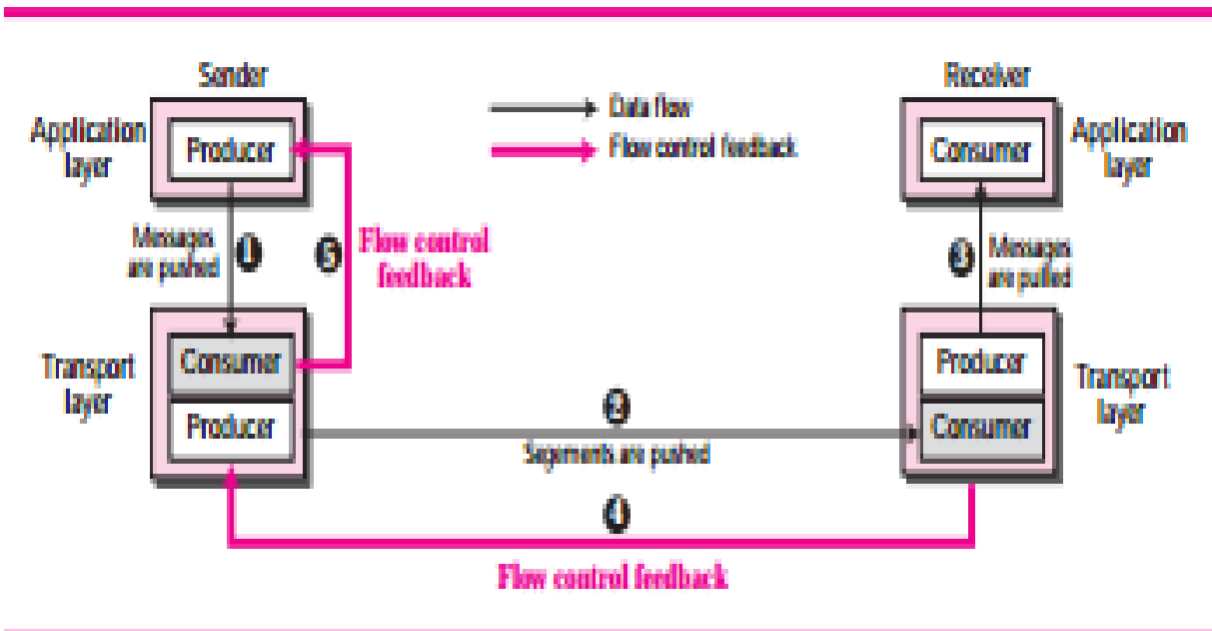 Sender
Receiver
Data flow
Flow control feedback
Application
layer
Producer
Consumer
Application
layer
Messages
are pushed
1
5
Flow control
feedback
3
Messages
are pulled
Transport
layer
Consumer
Producer
Producer
Consumer
Transport
layer
2
Segements are pushed
4
Flow control feedback